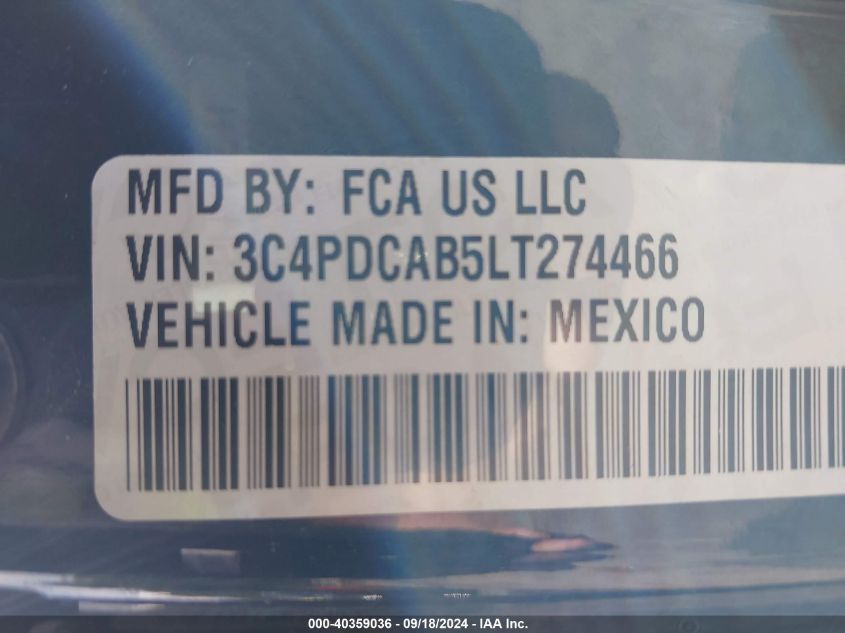 MFD BY: FCA US LLC
VIN: 3C4PDCAB5LT274466
VEHICLE MADE IN: MEXICO
000-40359036 - 09/18/2024 - IAA Inc.